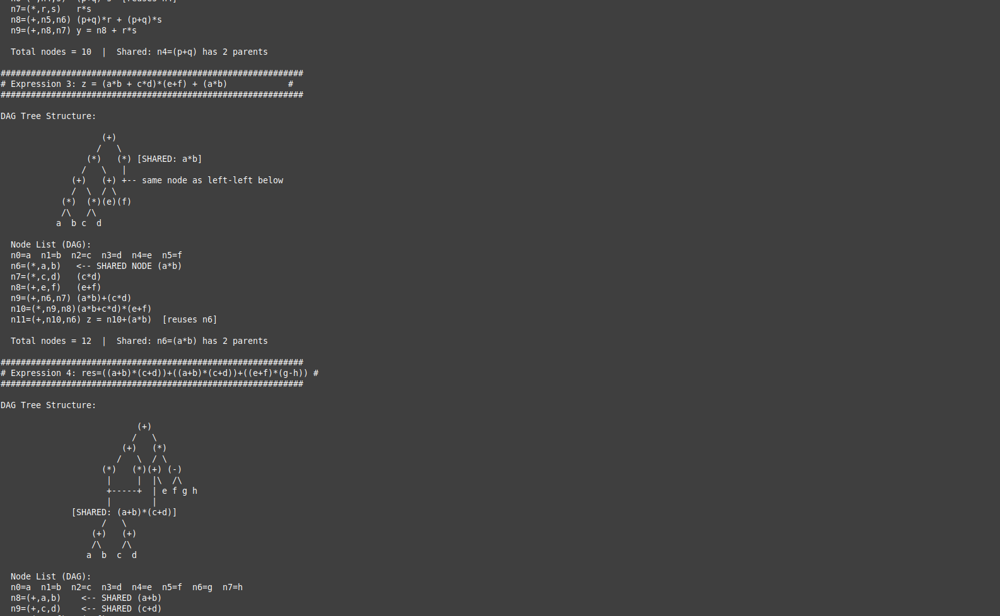 n7=(*,r,s)   r*s
n8=(+,n5,n6) (p+q)*r + (p+q)*s
n9=(+,n8,n7) y = n8 + r*s
Total nodes = 10  |  Shared: n4=(p+q) has 2 parents
############################################################
# Expression 3: z = (a*b + c*d)*(e+f) + (a*b)            #
############################################################
DAG Tree Structure:
                    (+)
                   /   \
                 (*)   (*) [SHARED: a*b]
                /   \   |
              (+)   (+) +-- same node as left-left below
              /  \  / \
            (*)  (*)(e)(f)
            /\   /\
           a  b c  d
  Node List (DAG):
  n0=a  n1=b  n2=c  n3=d  n4=e  n5=f
  n6=(*,a,b)   <-- SHARED NODE (a*b)
  n7=(*,c,d)   (c*d)
  n8=(+,e,f)   (e+f)
  n9=(+,n6,n7) (a*b)+(c*d)
  n10=(*,n9,n8)(a*b+c*d)*(e+f)
  n11=(+,n10,n6) z = n10+(a*b)  [reuses n6]
  Total nodes = 12  |  Shared: n6=(a*b) has 2 parents
############################################################
# Expression 4: res=((a+b)*(c+d))+((a+b)*(c+d))+((e+f)*(g-h)) #
############################################################
DAG Tree Structure:
                           (+)
                          /   \
                        (+)   (*)
                       /   \  / \
                    (*)   (*)(+) (-)
                     |     |  |\  /\
                     +-----+  | e f g h
                     |        |
              [SHARED: (a+b)*(c+d)]
                    /   \
                  (+)   (+)
                  /\    /\
                 a  b  c  d
  Node List (DAG):
  n0=a  n1=b  n2=c  n3=d  n4=e  n5=f  n6=g  n7=h
  n8=(+,a,b)    <-- SHARED (a+b)
  n9=(+,c,d)    <-- SHARED (c+d)